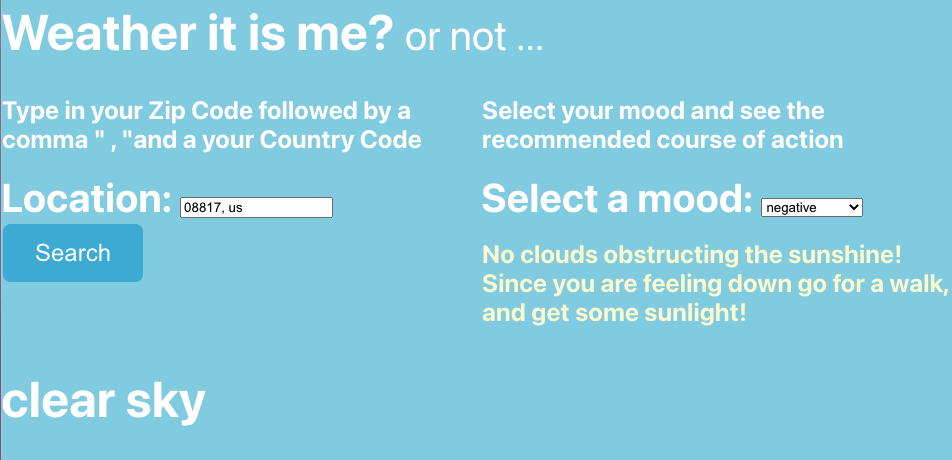 Weather it is me? or not ...
Type in your Zip Code followed by a
comma " , "and a your Country Code
Location: 08817, us
Search
Select your mood and see the
recommended course of action
Select a mood: negative
No clouds obstructing the sunshine!
Since you are feeling down go for a walk,
and get some sunlight!
clear sky